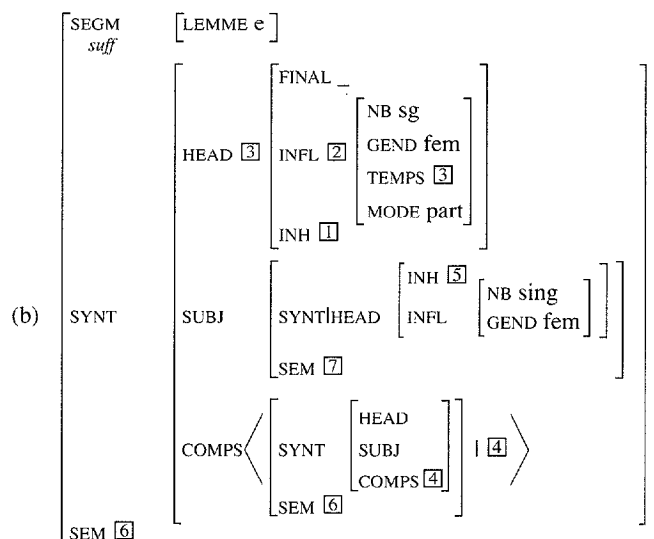 SEGM [LEMME e]
suff
FINAL _
NB sg
GEND fem
HEAD 3 INFL 2
TEMPS 3
MODE part
INH 1
INH 5
NB sing
(b) SYNT SUBJ SYNT|HEAD INFL GEND fem
SEM 7
HEAD
COMPS < SYNT SUBJ | 4 >
COMPS 4
SEM 6
SEM 6